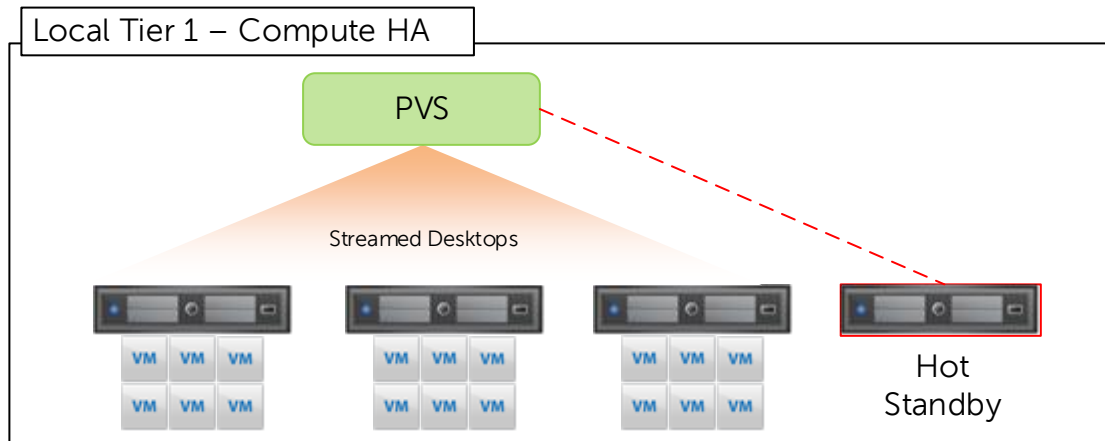 Local Tier 1 – Compute HA
PVS
Streamed Desktops
VM VM VM VM VM VM VM VM VM
VM VM VM VM VM VM VM VM VM
Hot
Standby